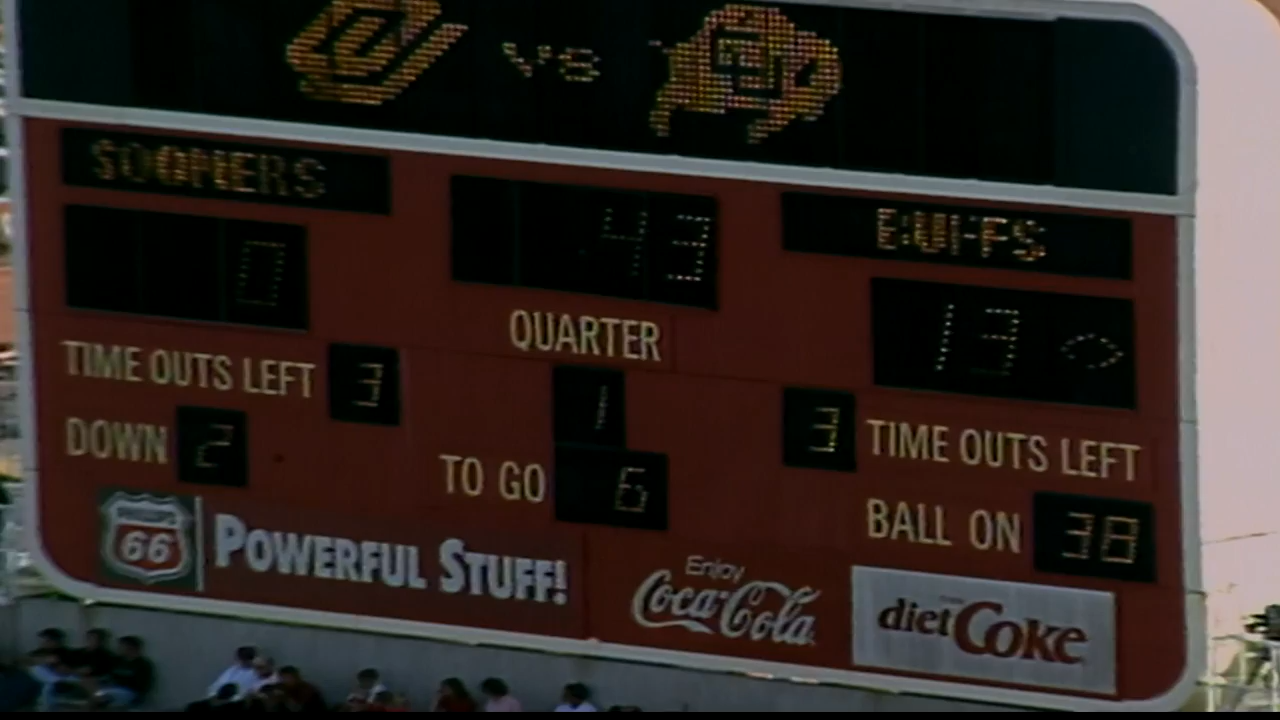 OU vs
SOONERS 43 BUFFS
0 13
QUARTER
TIME OUTS LEFT 3 1 3 TIME OUTS LEFT
DOWN 2 TO GO 6 BALL ON 38
66 POWERFUL STUFF! Enjoy Coca-Cola diet Coke